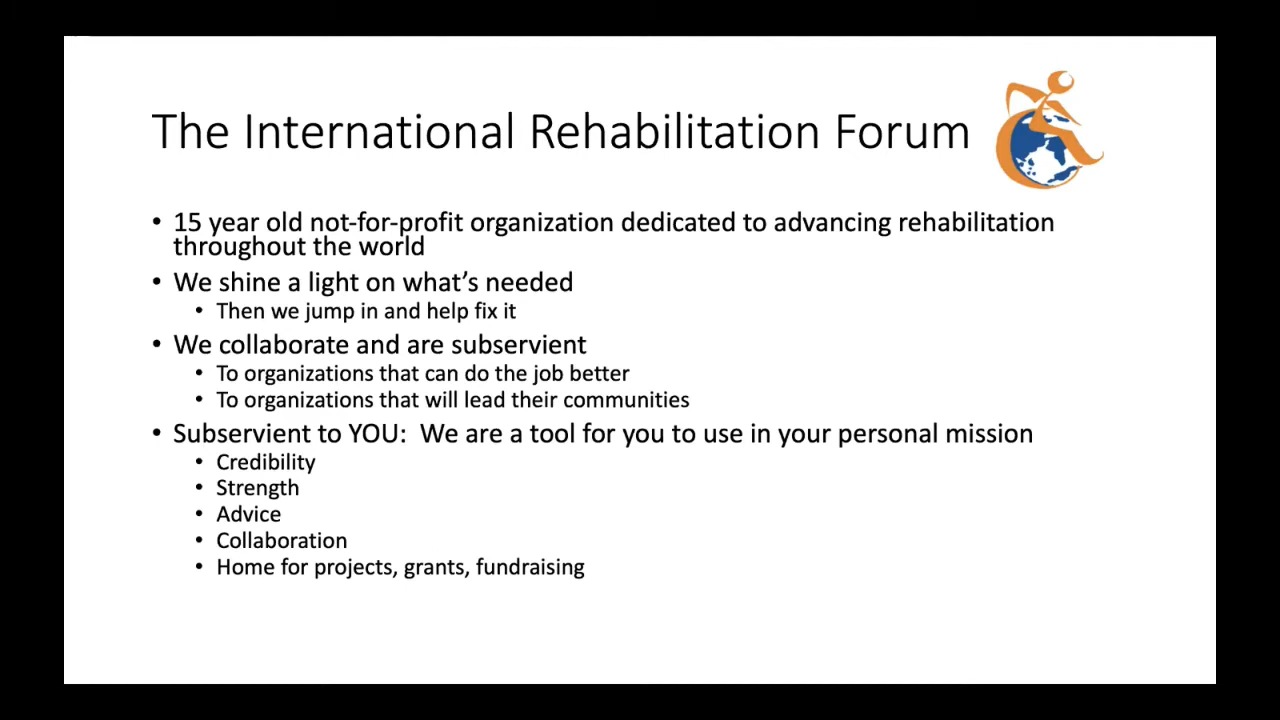 The International Rehabilitation Forum
• 15 year old not-for-profit organization dedicated to advancing rehabilitation
throughout the world
• We shine a light on what’s needed
• Then we jump in and help fix it
• We collaborate and are subservient
• To organizations that can do the job better
• To organizations that will lead their communities
• Subservient to YOU:  We are a tool for you to use in your personal mission
• Credibility
• Strength
• Advice
• Collaboration
• Home for projects, grants, fundraising